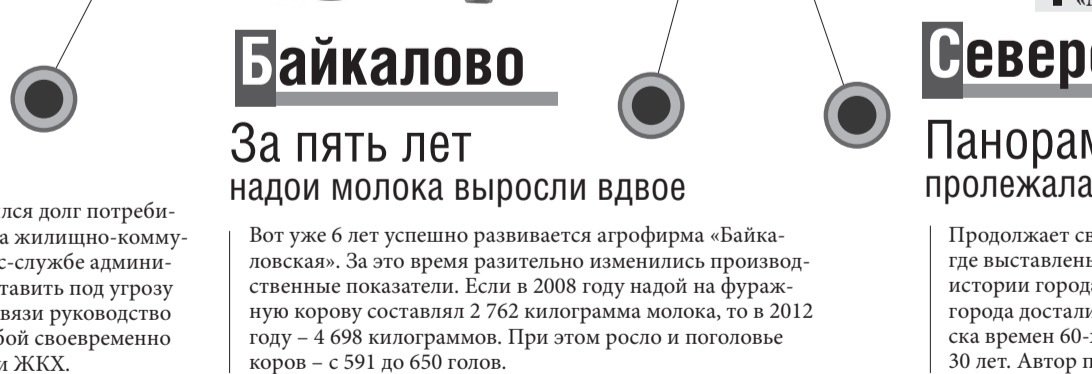 лся долг потреби-
а жилищно-комму-
с-службе админи-
тавить под угрозу
вязи руководство
бой своевременно
и ЖКХ.
Байкалово
За пять лет
надои молока выросли вдвое
Вот уже 6 лет успешно развивается агрофирма «Байка-
ловская». За это время разительно изменились производ-
ственные показатели. Если в 2008 году надой на фураж-
ную корову составлял 2 762 килограмма молока, то в 2012
году – 4 698 килограммов. При этом росло и поголовье
коров – с 591 до 650 голов.
Север
Панорам
пролежала
Продолжает св
где выставлены
истории города
города достали
ска времен 60-х
30 лет. Автор п